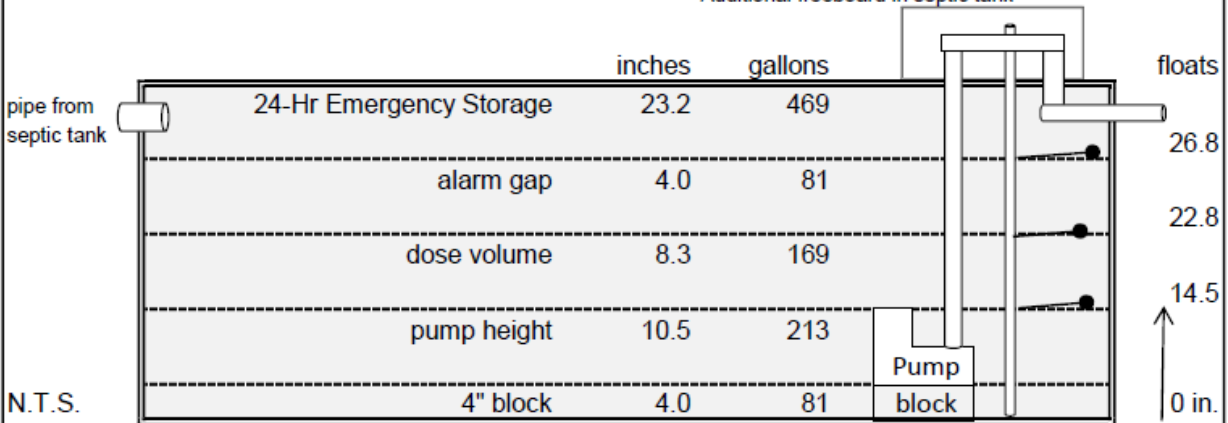 Additional freeboard in septic tank
inches gallons floats
pipe from
septic tank
24-Hr Emergency Storage 23.2 469
26.8
alarm gap 4.0 81
22.8
dose volume 8.3 169
14.5
pump height 10.5 213
Pump
N.T.S. 4" block 4.0 81 block 0 in.